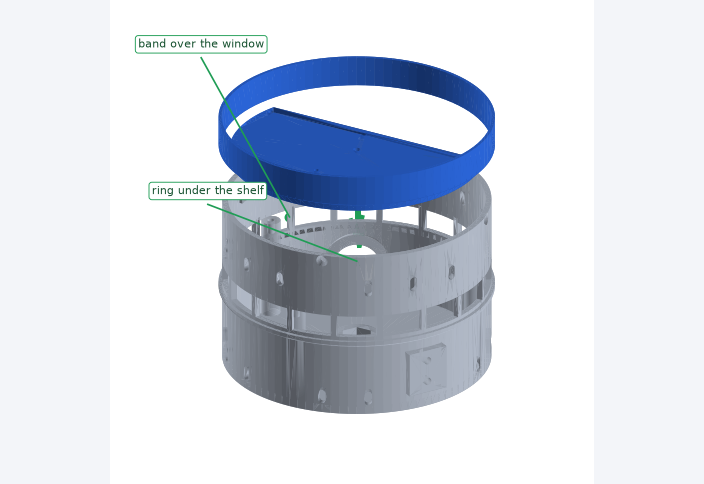 band over the window
ring under the shelf